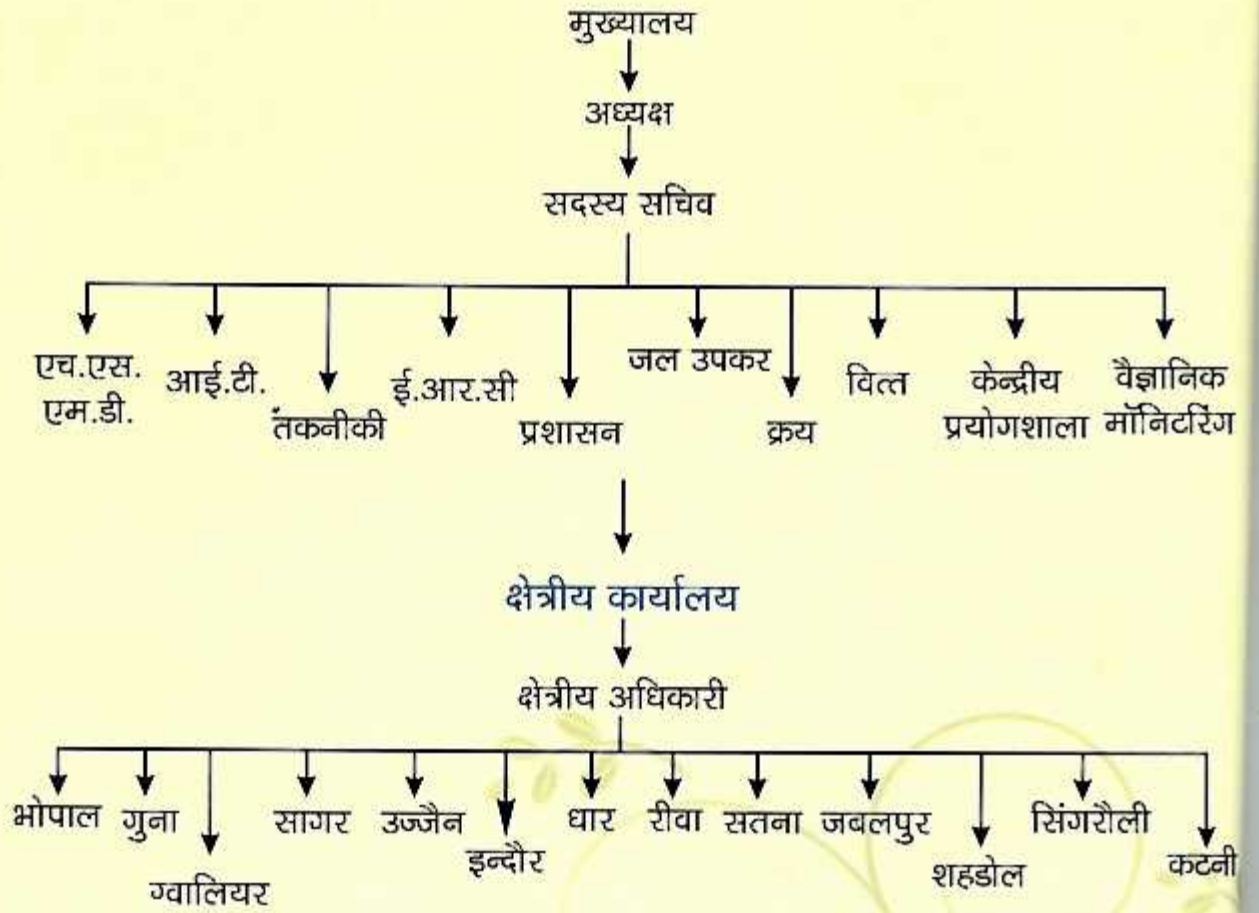 मुख्यालय
अध्यक्ष
सदस्य सचिव
एच.एस.
एम.डी.
आई.टी.
तंकनीकी
ई.आर.सी
प्रशासन
जल उपकर
क्रय
वित्त
केन्द्रीय
प्रयोगशाला
वैज्ञानिक
मॉनिटरिंग
क्षेत्रीय कार्यालय
क्षेत्रीय अधिकारी
भोपाल
गुना
ग्वालियर
सागर
उज्जैन
इन्दौर
धार
रीवा
सतना
जबलपुर
शहडोल
सिंगरौली
कटनी